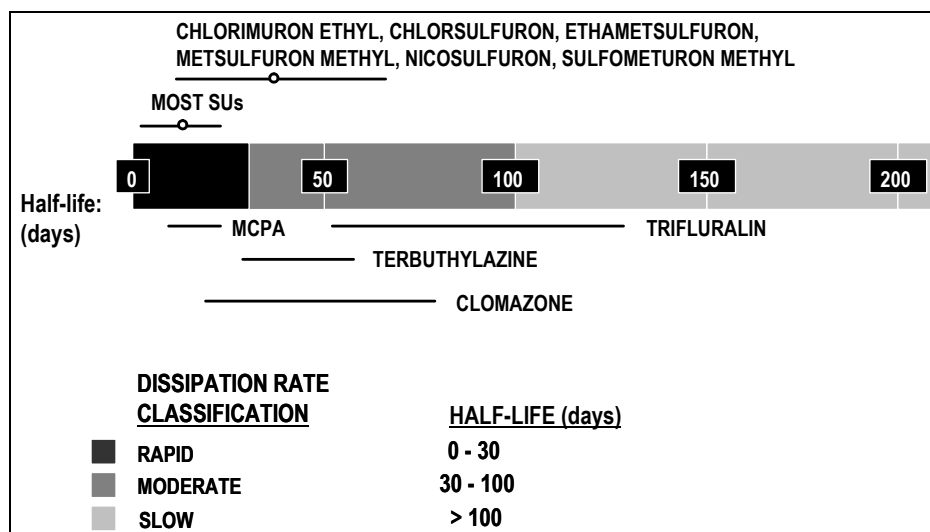 CHLORIMURON ETHYL, CHLORSULFURON, ETHAMETSULFURON,
METSULFURON METHYL, NICOSULFURON, SULFOMETURON METHYL
MOST SUs
0 50 100 150 200
Half-life:
(days)
MCPA TRIFLURALIN
TERBUTHYLAZINE
CLOMAZONE
DISSIPATION RATE
CLASSIFICATION HALF-LIFE (days)
RAPID 0 - 30
MODERATE 30 - 100
SLOW > 100